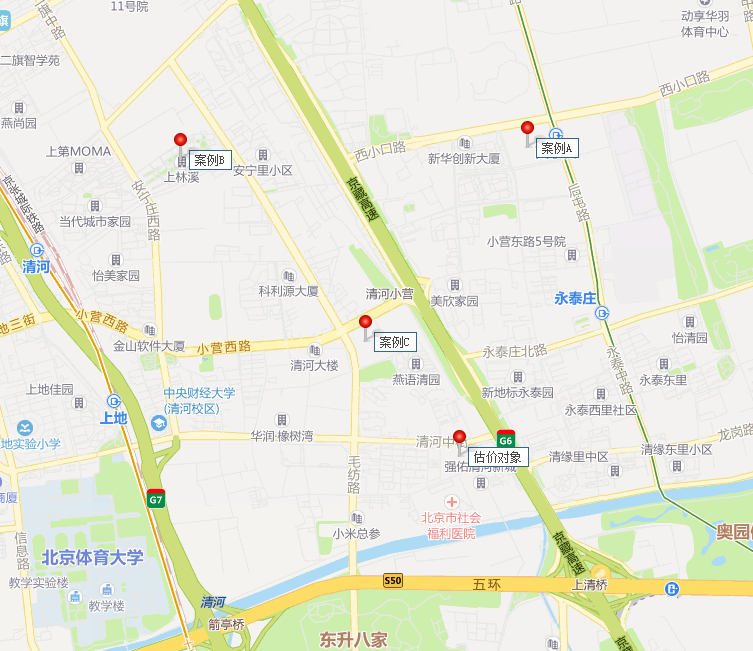 11号院
旗中路
旗
动享华羽
体育中心
二旗智学苑
西小口路
燕尚园
案例A
案例B
上第MOMA
西小口路
新华创新大厦
安宁里小区
上林溪
京张城际铁路
京藏高速
安宁庄西路
后屯路
当代城市家园
小营东路5号院
清河
怡美家园
科利源大厦
清河小营
美欣家园
永泰庄
地三街
小营西路
金山软件大厦
小营西路
案例C
怡清园
清河大楼
永泰庄北路
燕语清园
永泰中路
永泰东里
上地佳园
中央财经大学
(清河校区)
新地标永泰园
上地
永泰西里社区
地实验小学
华润·橡树湾
清河中
G6
龙岗路
估价对象
强佑清河新城
清缘里中区
清缘东里小区
毛纺路
商厦
G7
北京市社会
福利医院
小米总参
信息路
北京体育大学
京藏高速
奥园
教学实验楼
S50
五环
上清桥
教学楼
清河
箭亭桥
东升八家
京藏高速